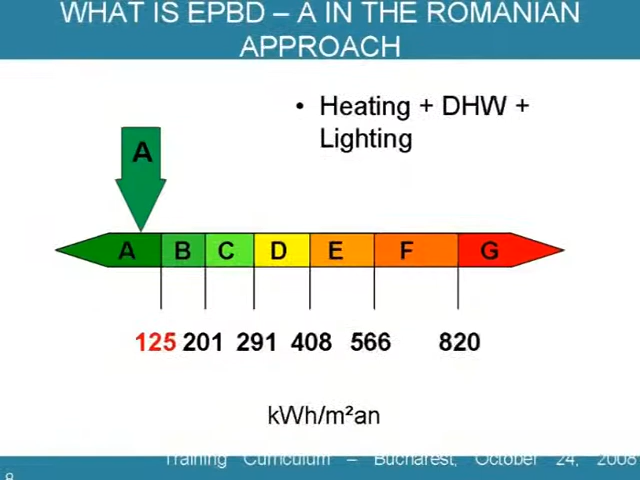 WHAT IS EPBD – A IN THE ROMANIAN
APPROACH
• Heating + DHW +
Lighting
A
A B C D E F G
125 201 291 408 566 820
kWh/m²an
Training Curriculum – Bucharest, October 24, 2008